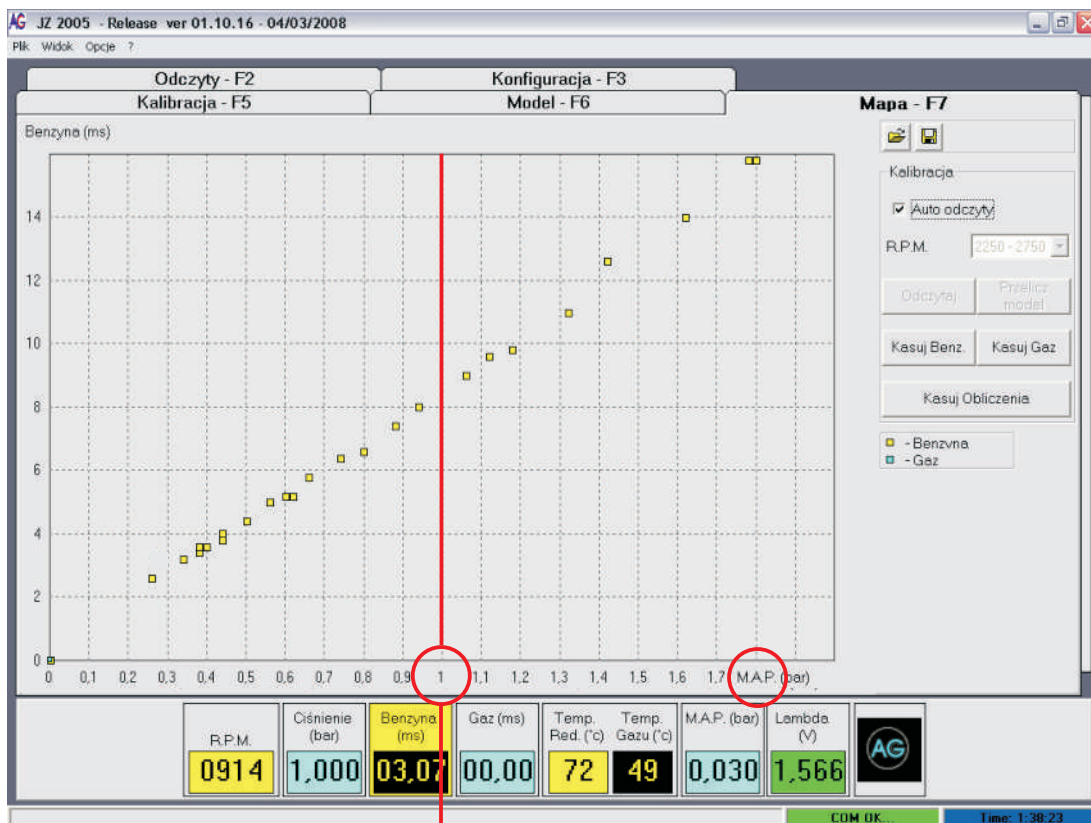 AG JZ 2005 - Release ver 01.10.16 - 04/03/2008
Plik Widok Opcje ?
Odczyty - F2 Konfiguracja - F3
Kalibracja - F5 Model - F6 Mapa - F7
Benzyna (ms)
14
12
10
8
6
4
2
0
0 0,1 0,2 0,3 0,4 0,5 0,6 0,7 0,8 0,9 1 1,1 1,2 1,3 1,4 1,5 1,6 1,7 M.A.P. (bar)
Kalibracja
Auto odczyty
R.P.M. 2250 - 2750
Odczytaj Przelicz model
Kasuj Benz. Kasuj Gaz
Kasuj Obliczenia
- Benzyna
- Gaz
R.P.M. 0914
Ciśnienie (bar) 1,000
Benzyna (ms) 03,07
Gaz (ms) 00,00
Temp. Red. (°c) 72
Temp. Gazu (°c) 49
M.A.P. (bar) 0,030
Lambda (V) 1,566
AG
COM OK... Time: 1:38:23